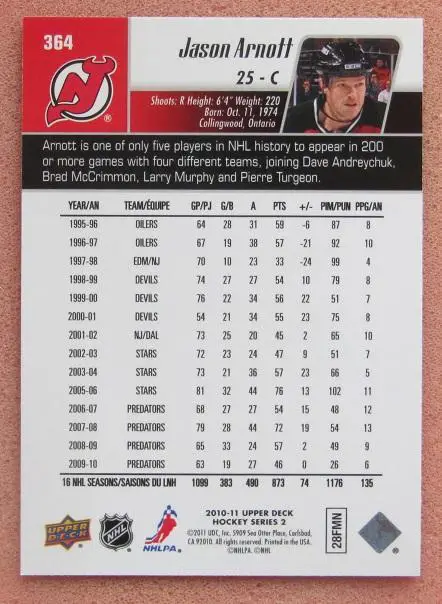 364
Jason Arnott
25 - C
Shoots: R Height: 6'4" Weight: 220
Born: Oct. 11, 1974
Collingwood, Ontario
Arnott is one of only five players in NHL history to appear in 200
or more games with four different teams, joining Dave Andreychuk,
Brad McCrimmon, Larry Murphy and Pierre Turgeon.
YEAR/AN TEAM/ÉQUIPE GP/PJ G/B A PTS +/- PIM/PUN PPG/AN
1995-96 OILERS 64 28 31 59 -6 87 8
1996-97 OILERS 67 19 38 57 -21 92 10
1997-98 EDM/NJ 70 10 23 33 -24 99 4
1998-99 DEVILS 74 27 27 54 10 79 8
1999-00 DEVILS 76 22 34 56 22 51 7
2000-01 DEVILS 54 21 34 55 23 75 8
2001-02 NJ/DAL 73 25 20 45 2 65 10
2002-03 STARS 72 23 24 47 9 51 7
2003-04 STARS 73 21 36 57 23 66 5
2005-06 STARS 81 32 44 76 13 102 11
2006-07 PREDATORS 68 27 27 54 15 48 12
2007-08 PREDATORS 79 28 44 72 19 54 13
2008-09 PREDATORS 65 33 24 57 2 49 9
2009-10 PREDATORS 63 19 27 46 0 26 6
16 NHL SEASONS/SAISONS DU LNH 1099 383 490 873 74 1176 135
UPPER DECK
NHL
NHLPA.
2010-11 UPPER DECK
HOCKEY SERIES 2
©2011 UDC, Inc. 5909 Sea Otter Place, Carlsbad,
CA 92010. All rights reserved. Printed in the USA.
©NHLPA. ©NHL
28FMN